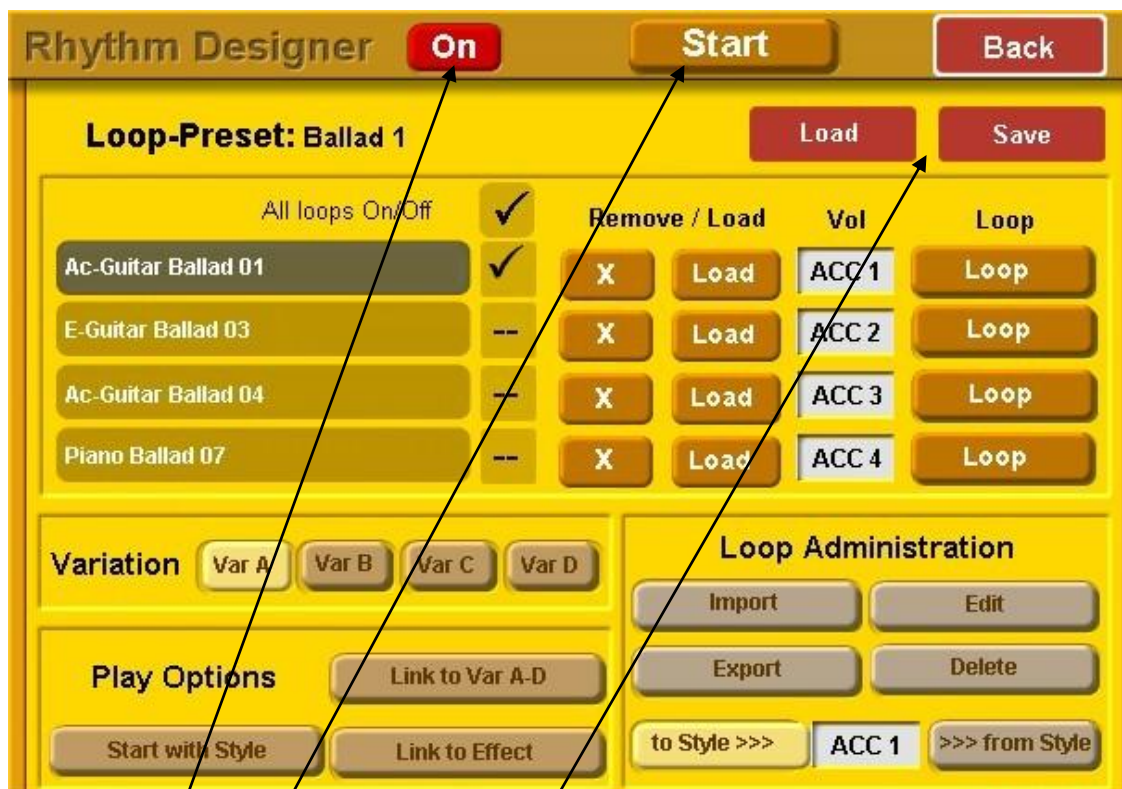 Rhythm Designer On Start Back
Loop-Preset: Ballad 1 Load Save
All loops On/Off Remove / Load Vol Loop
Ac-Guitar Ballad 01 X Load ACC 1 Loop
E-Guitar Ballad 03 -- X Load ACC 2 Loop
Ac-Guitar Ballad 04 -- X Load ACC 3 Loop
Piano Ballad 07 -- X Load ACC 4 Loop
Variation Var A Var B Var C Var D
Play Options Link to Var A-D
Start with Style Link to Effect
Loop Administration
Import Edit
Export Delete
to Style >>> ACC 1 >>> from Style